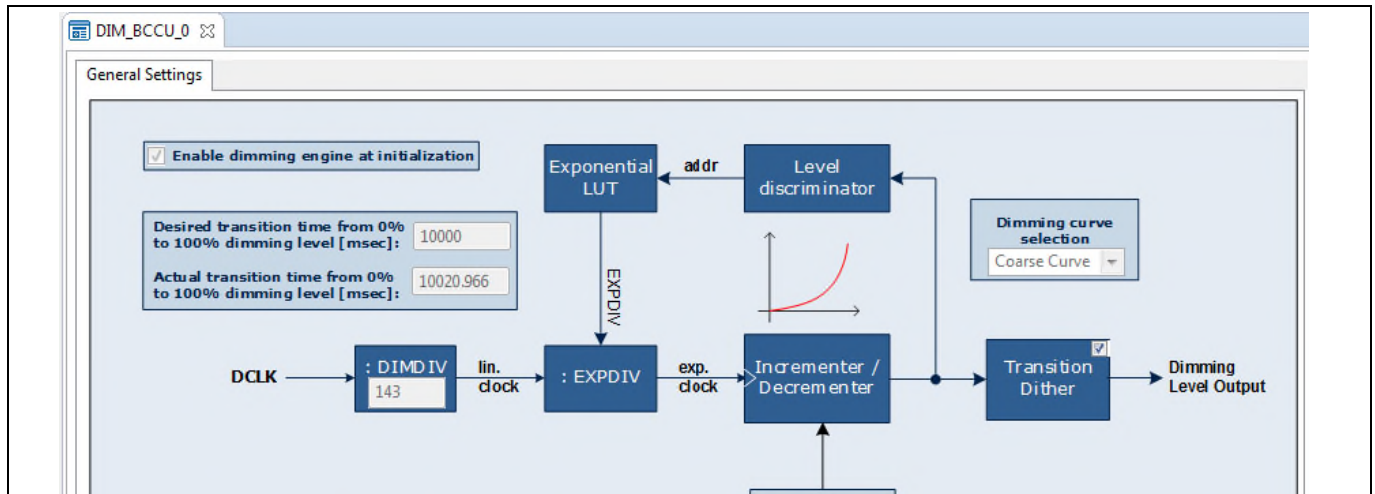 DIM_BCCU_0
General Settings
Enable dimming engine at initialization
Exponential
LUT
addr
Level
discriminator
Desired transition time from 0%
to 100% dimming level [msec]:
10000
Actual transition time from 0%
to 100% dimming level [msec]:
10020.966
Dimming curve
selection
Coarse Curve
EXPDIV
DCLK
: DIMDIV
143
lin.
clock
: EXPDIV
exp.
clock
Incrementer /
Decrementer
Transition
Dither
Dimming
Level Output